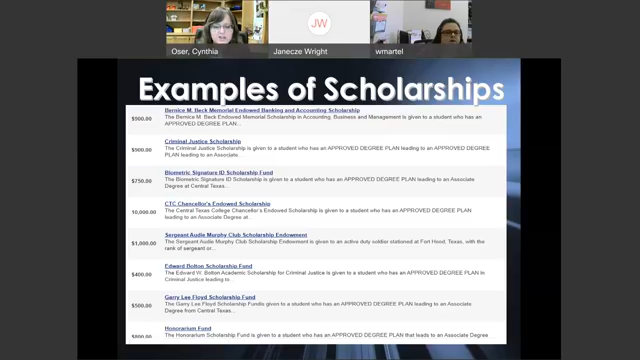 JW
Oser, Cynthia
Janecze Wright
wmartel
Examples of Scholarships
Bernice M. Beck Memorial Endowed Banking and Accounting Scholarship
$900.00
The Bernice M. Beck Endowed Memorial Scholarship in Accounting, Business and Management is given to a student who has an
APPROVED DEGREE PLAN...
Criminal Justice Scholarship
$900.00
The Criminal Justice Scholarship is given to a student who has an APPROVED DEGREE PLAN leading to an APPROVED DEGREE
PLAN leading to an Associate...
Biometric Signature ID Scholarship Fund
$750.00
The Biometric Signature ID Scholarship is given to a student who has an APPROVED DEGREE PLAN leading to an Associate
Degree at Central Texas...
CTC Chancellor's Endowed Scholarship
10,000.00
The Central Texas College Chancellor's Endowed Scholarship is given to a student who has an APPROVED DEGREE PLAN
leading to an Associate Degree at...
Sergeant Audie Murphy Club Scholarship Endowment
$1,000.00
The Sergeant Audie Murphy Club Scholarship Endowment is given to an active duty soldier stationed at Fort Hood, Texas, with the
rank of sergeant or...
Edward Bolton Scholarship Fund
$400.00
The Edward W. Bolton Academic Scholarship for Criminal Justice is given to a student who has an APPROVED DEGREE PLAN in
Criminal Justice leading to...
Garry Lee Floyd Scholarship Fund
$500.00
The Garry Lee Floyd Scholarship Funds given to a student who has an APPROVED DEGREE PLAN leading to an Associate
Degree from Central Texas...
Honorarium Fund
$800.00
The Honorarium Scholarship Fund is given to a student who has an APPROVED DEGREE PLAN that leads to an Associate Degree